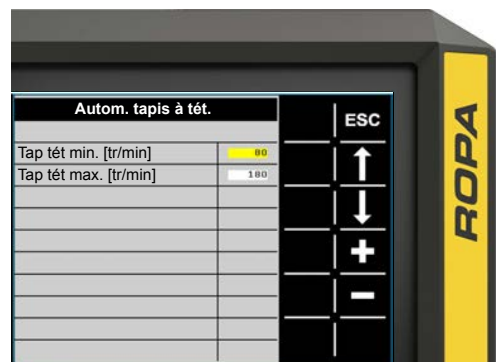 Autom. tapis à tét.
ESC
Tap tét min. [tr/min] 80
Tap tét max. [tr/min] 180
ROPA